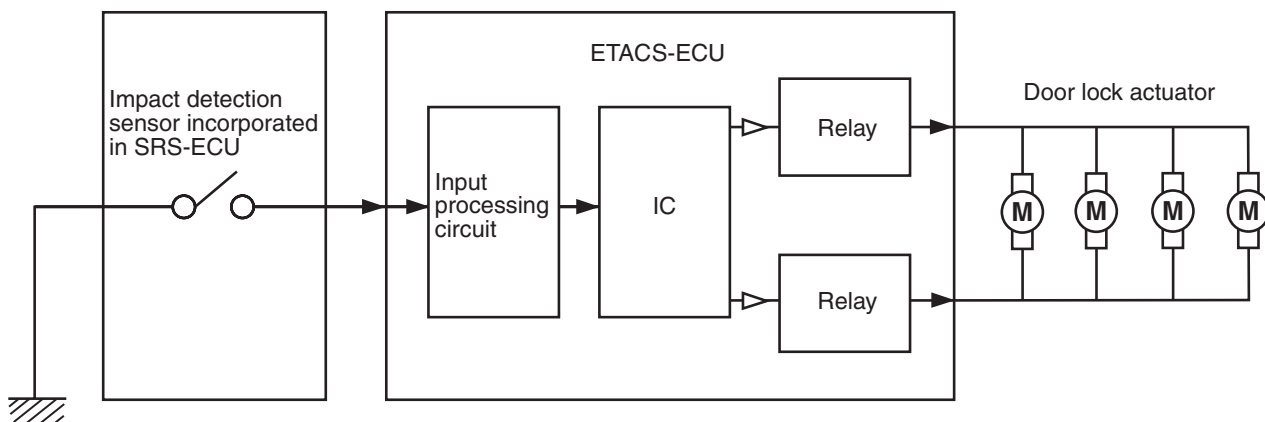 ETACS-ECU
Impact detection
sensor incorporated
in SRS-ECU
Input
processing
circuit
IC
Relay
Relay
Door lock actuator
M
M
M
M